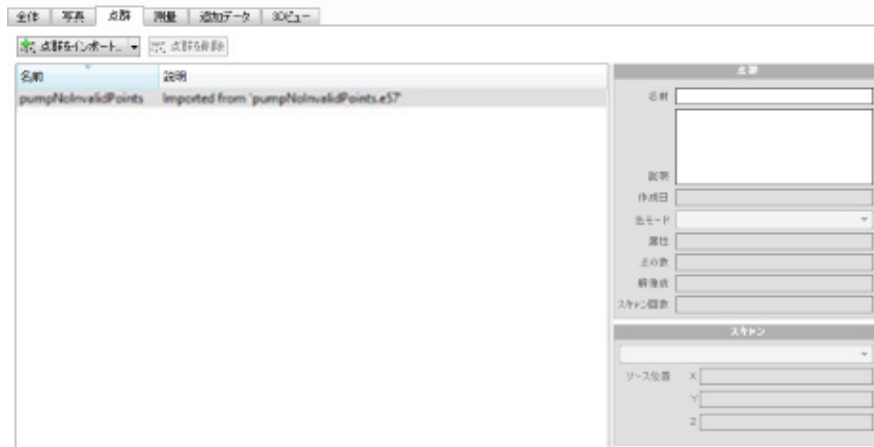 全体 写真 点群 測量 追加データ 3Dビュー
点群をインポート... 点群を削除
名前 説明
pumpNoInvalidPoints Imported from 'pumpNoInvalidPoints.e57'
点群
名前
説明
作成日
色モード
属性
点の数
解像度
スキャン回数
スキャン
ソース位置 X
Y
Z